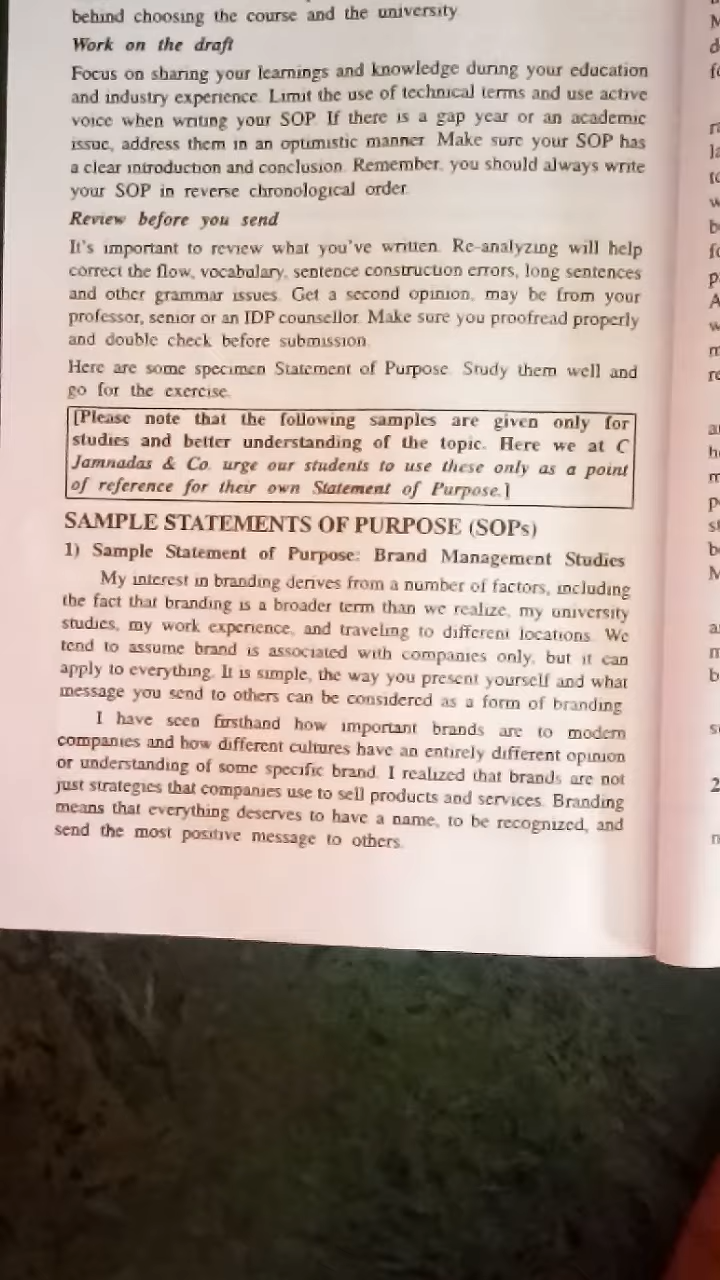 behind choosing the course and the university
Work on the draft
Focus on sharing your learnings and knowledge during your education
and industry experience. Limit the use of technical terms and use active
voice when writing your SOP. If there is a gap year or an academic
issue, address them in an optimistic manner. Make sure your SOP has
a clear introduction and conclusion. Remember, you should always write
your SOP in reverse chronological order.
Review before you send
It's important to review what you've written. Re-analyzing will help
correct the flow, vocabulary, sentence construction errors, long sentences
and other grammar issues. Get a second opinion, may be from your
professor, senior or an IDP counsellor. Make sure you proofread properly
and double check before submission.
Here are some specimen Statement of Purpose. Study them well and
go for the exercise.
[Please note that the following samples are given only for
studies and better understanding of the topic. Here we at C
Jamnadas & Co. urge our students to use these only as a point
of reference for their own Statement of Purpose.]
SAMPLE STATEMENTS OF PURPOSE (SOPs)
1) Sample Statement of Purpose: Brand Management Studies
My interest in branding derives from a number of factors, including
the fact that branding is a broader term than we realize, my university
studies, my work experience, and traveling to different locations. We
tend to assume brand is associated with companies only, but it can
apply to everything. It is simple, the way you present yourself and what
message you send to others can be considered as a form of branding
I have seen firsthand how important brands are to modern
companies and how different cultures have an entirely different opinion
or understanding of some specific brand. I realized that brands are not
just strategies that companies use to sell products and services. Branding
means that everything deserves to have a name, to be recognized, and
send the most positive message to others.